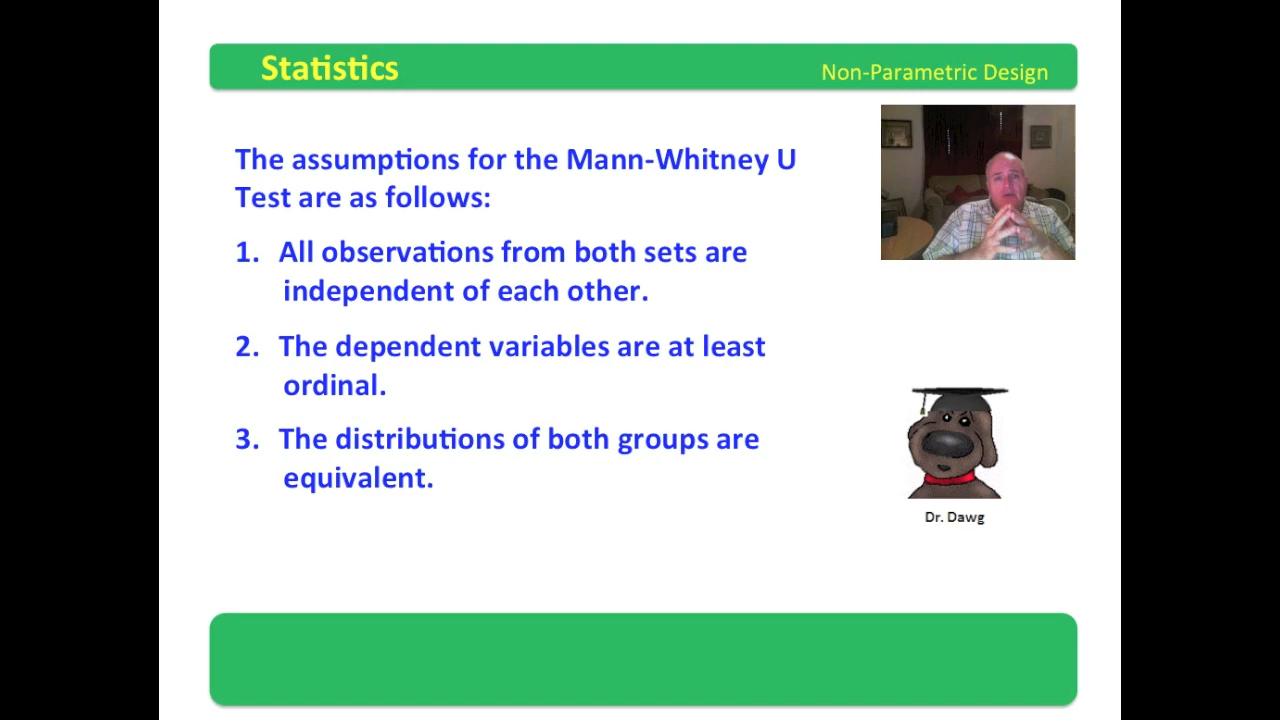 Statistics
Non-Parametric Design
The assumptions for the Mann-Whitney U
Test are as follows:
1. All observations from both sets are
independent of each other.
2. The dependent variables are at least
ordinal.
3. The distributions of both groups are
equivalent.
Dr. Dawg